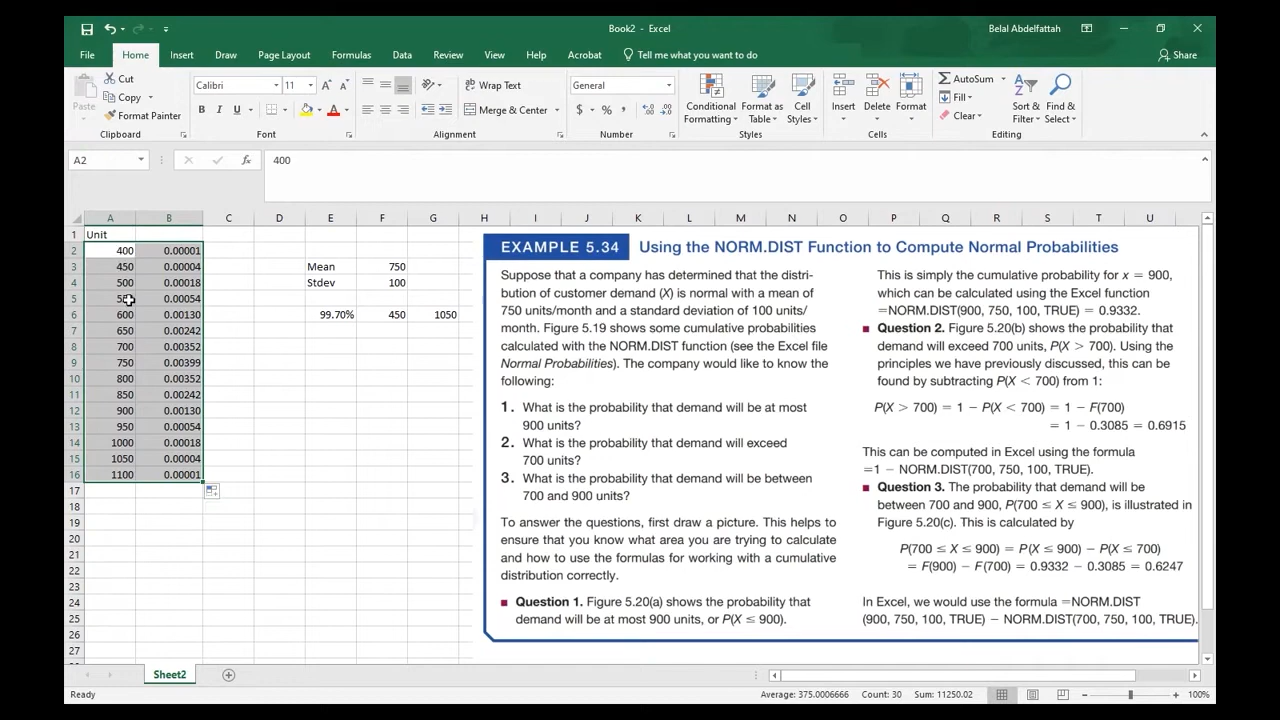 Book2 - Excel
Belal Abdelfattah
File Home Insert Draw Page Layout Formulas Data Review View Help Acrobat Tell me what you want to do Share
Paste
Cut
Copy
Format Painter
Calibri 11
B I U
Wrap Text
Merge & Center
General
$ % ,
Conditional Formatting
Format as Table
Cell Styles
Insert
Delete
Format
AutoSum
Fill
Clear
Sort & Filter
Find & Select
Clipboard Font Alignment Number Styles Cells Editing
A2 fx 400
A B C D E F G H I J K L M N O P Q R S T U
1 Unit
2 400 0.00001
3 450 0.00004 Mean 750
4 500 0.00018 Stdev 100
5 0.00054
6 600 0.00130 99.70% 450 1050
7 650 0.00242
8 700 0.00352
9 750 0.00399
10 800 0.00352
11 850 0.00242
12 900 0.00130
13 950 0.00054
14 1000 0.00018
15 1050 0.00004
16 1100 0.00001
17
18
19
20
21
22
23
24
25
26
27
EXAMPLE 5.34 Using the NORM.DIST Function to Compute Normal Probabilities
Suppose that a company has determined that the distri-
bution of customer demand (X) is normal with a mean of
750 units/month and a standard deviation of 100 units/
month. Figure 5.19 shows some cumulative probabilities
calculated with the NORM.DIST function (see the Excel file
Normal Probabilities). The company would like to know the
following:
1. What is the probability that demand will be at most
900 units?
2. What is the probability that demand will exceed
700 units?
3. What is the probability that demand will be between
700 and 900 units?
To answer the questions, first draw a picture. This helps to
ensure that you know what area you are trying to calculate
and how to use the formulas for working with a cumulative
distribution correctly.
■ Question 1. Figure 5.20(a) shows the probability that
demand will be at most 900 units, or P(X ≤ 900).
This is simply the cumulative probability for x = 900,
which can be calculated using the Excel function
=NORM.DIST(900, 750, 100, TRUE) = 0.9332.
■ Question 2. Figure 5.20(b) shows the probability that
demand will exceed 700 units, P(X > 700). Using the
principles we have previously discussed, this can be
found by subtracting P(X < 700) from 1:
P(X > 700) = 1 − P(X < 700) = 1 − F(700)
= 1 − 0.3085 = 0.6915
This can be computed in Excel using the formula
=1 − NORM.DIST(700, 750, 100, TRUE).
■ Question 3. The probability that demand will be
between 700 and 900, P(700 ≤ X ≤ 900), is illustrated in
Figure 5.20(c). This is calculated by
P(700 ≤ X ≤ 900) = P(X ≤ 900) − P(X ≤ 700)
= F(900) − F(700) = 0.9332 − 0.3085 = 0.6247
In Excel, we would use the formula =NORM.DIST
(900, 750, 100, TRUE) − NORM.DIST(700, 750, 100, TRUE).
Sheet2
Ready Average: 375.0006666 Count: 30 Sum: 11250.02 100%